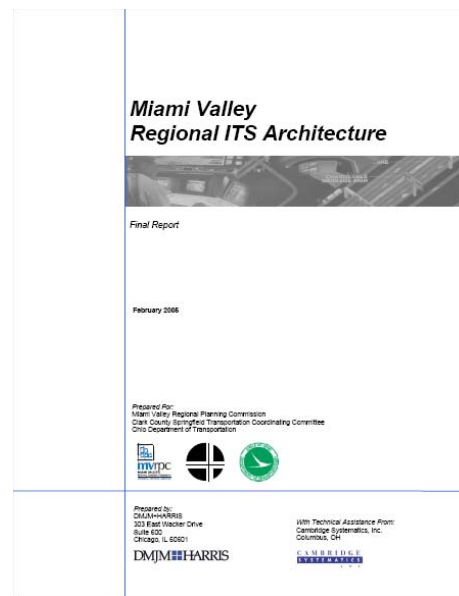 Miami Valley
Regional ITS Architecture
Final Report
February 2005
Prepared For:
Miami Valley Regional Planning Commission
Clark County Springfield Transportation Coordinating Committee
Ohio Department of Transportation
mvrpc
Prepared by:
DMJM+HARRIS
303 East Wacker Drive
Suite 600
Chicago, IL 60601
DMJM HARRIS
With Technical Assistance From:
Cambridge Systematics, Inc.
Columbus, OH
CAMBRIDGE
SYSTEMATICS